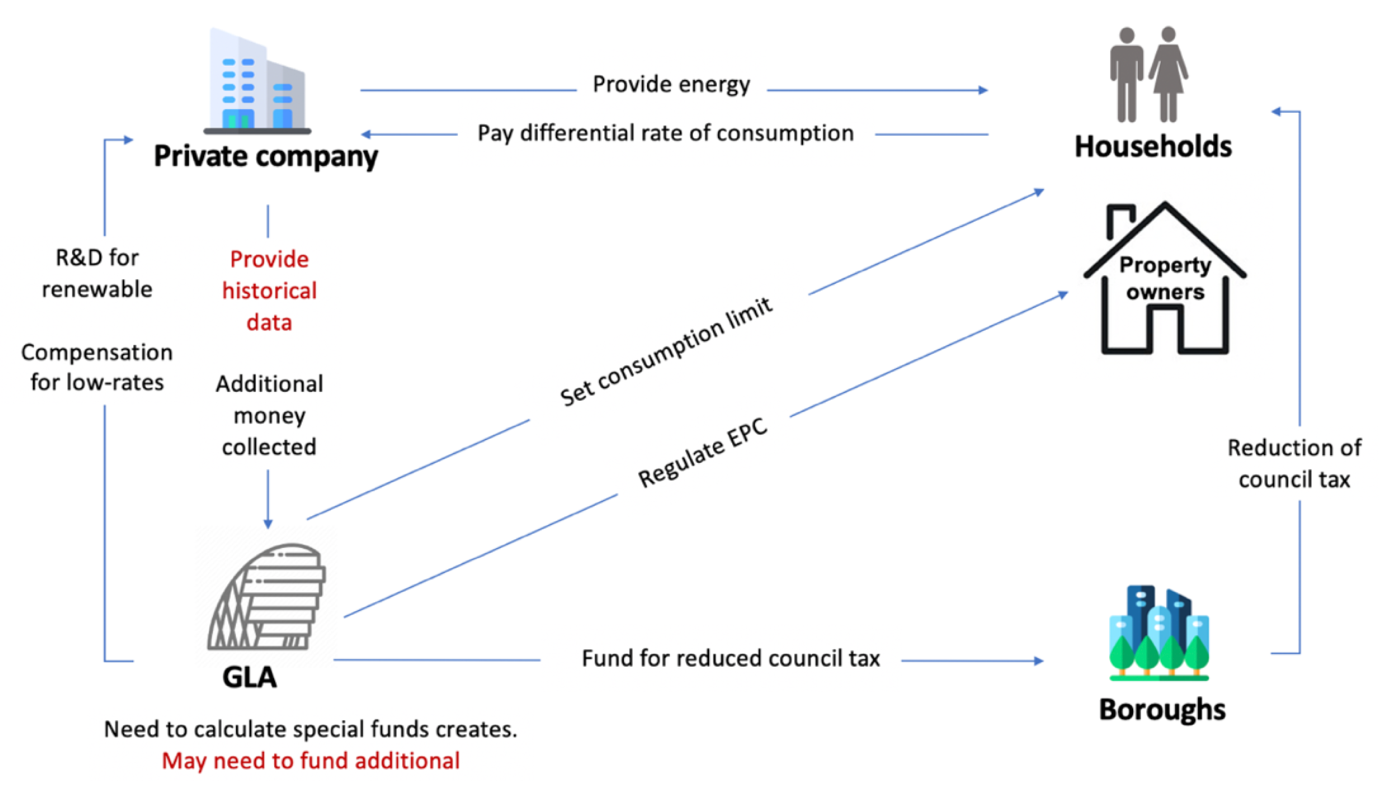 Provide energy
Pay differential rate of consumption
Private company
Households
R&D for
renewable
Compensation
for low-rates
Provide
historical
data
Additional
money
collected
Property
owners
Set consumption limit
Regulate EPC
Reduction of
council tax
GLA
Fund for reduced council tax
Boroughs
Need to calculate special funds creates.
May need to fund additional